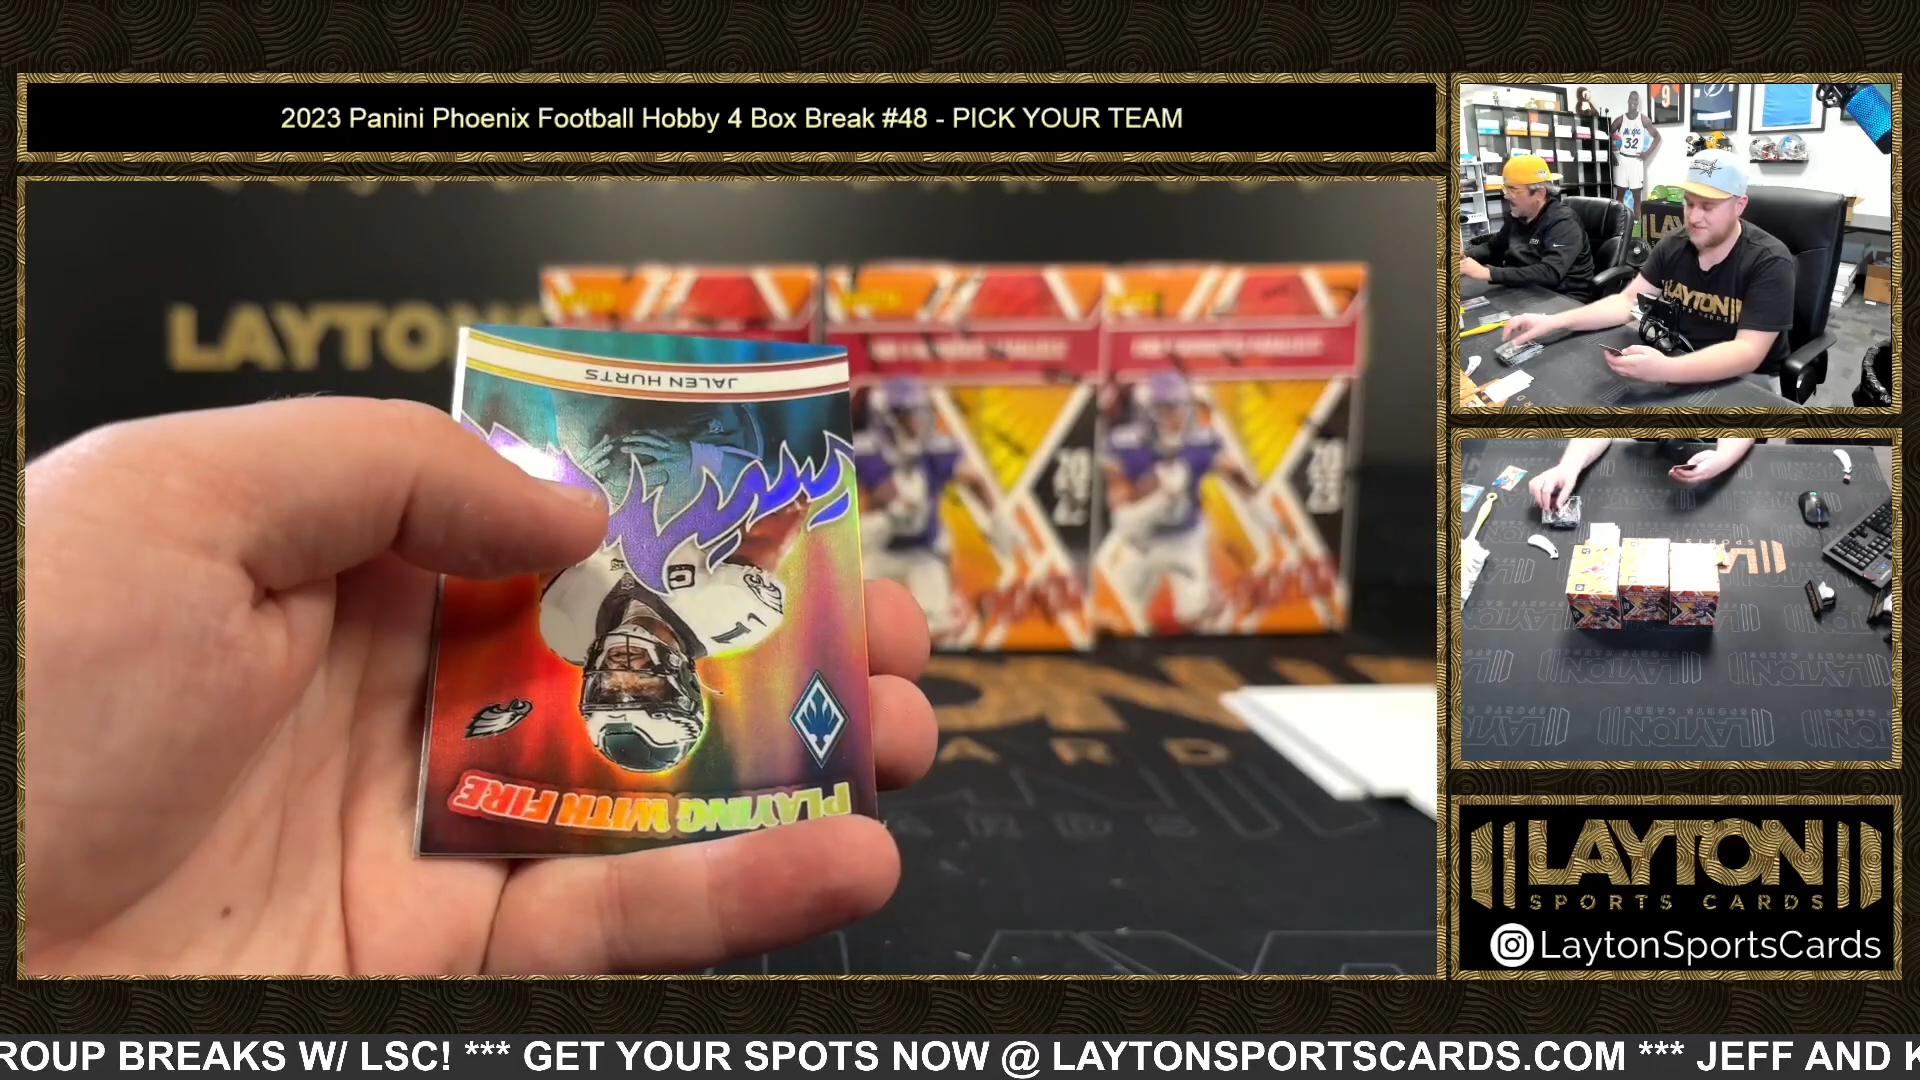 2023 Panini Phoenix Football Hobby 4 Box Break #48 - PICK YOUR TEAM
LAYTO
JALEN HURTS
PLAYING WITH FIRE
LAYTON
SPORTS CARDS
LaytonSportsCards
ROUP BREAKS W/ LSC! *** GET YOUR SPOTS NOW @ LAYTONSPORTSCARDS.COM *** JEFF AND K